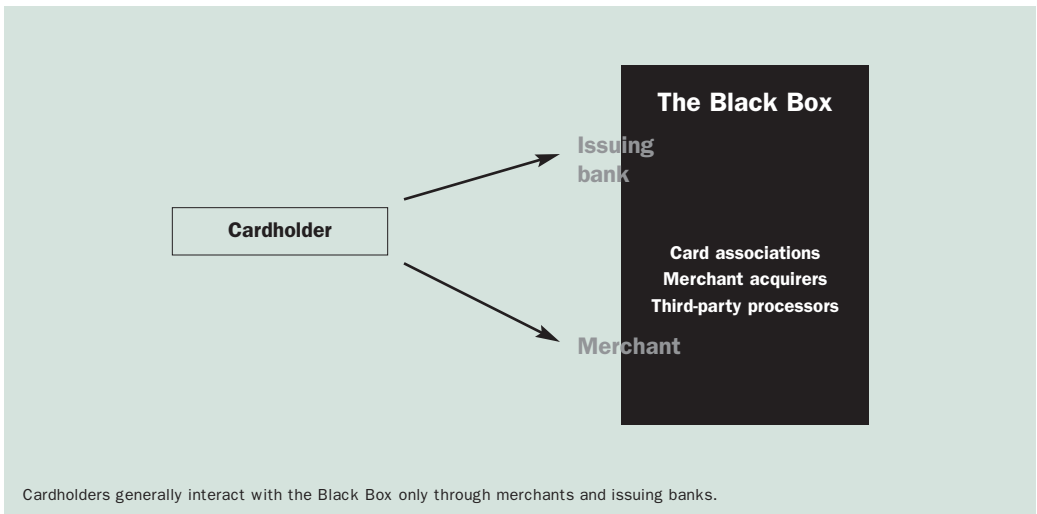 The Black Box
Issuing
bank
Cardholder
Card associations
Merchant acquirers
Third-party processors
Merchant
Cardholders generally interact with the Black Box only through merchants and issuing banks.